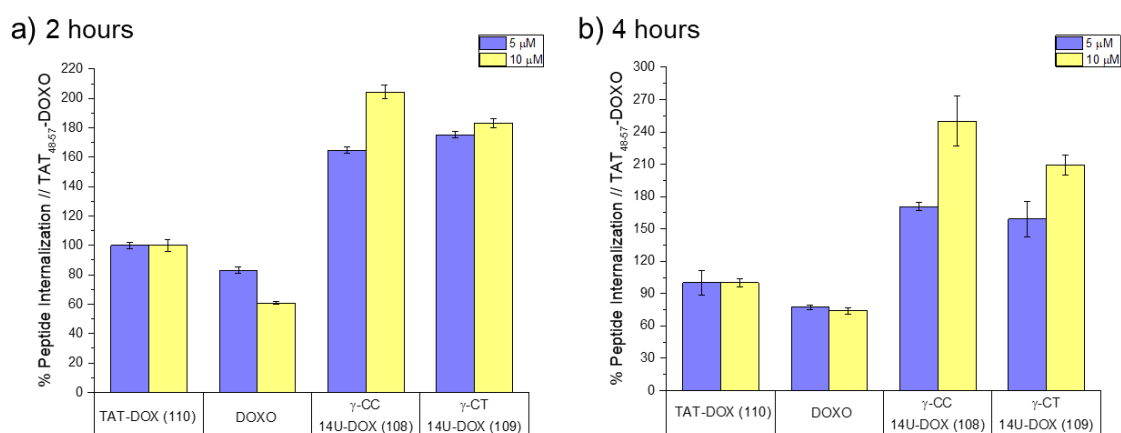 a) 2 hours
5 μM
10 μM
% Peptide Internalization // TAT48-57-DOXO
220
200
180
160
140
120
100
80
60
40
20
0
TAT-DOX (110)
DOXO
γ-CC
14U-DOX (108)
γ-CT
14U-DOX (109)
b) 4 hours
5 μM
10 μM
% Peptide Internalization // TAT48-57-DOXO
300
270
240
210
180
150
120
90
60
30
0
TAT-DOX (110)
DOXO
γ-CC
14U-DOX (108)
γ-CT
14U-DOX (109)